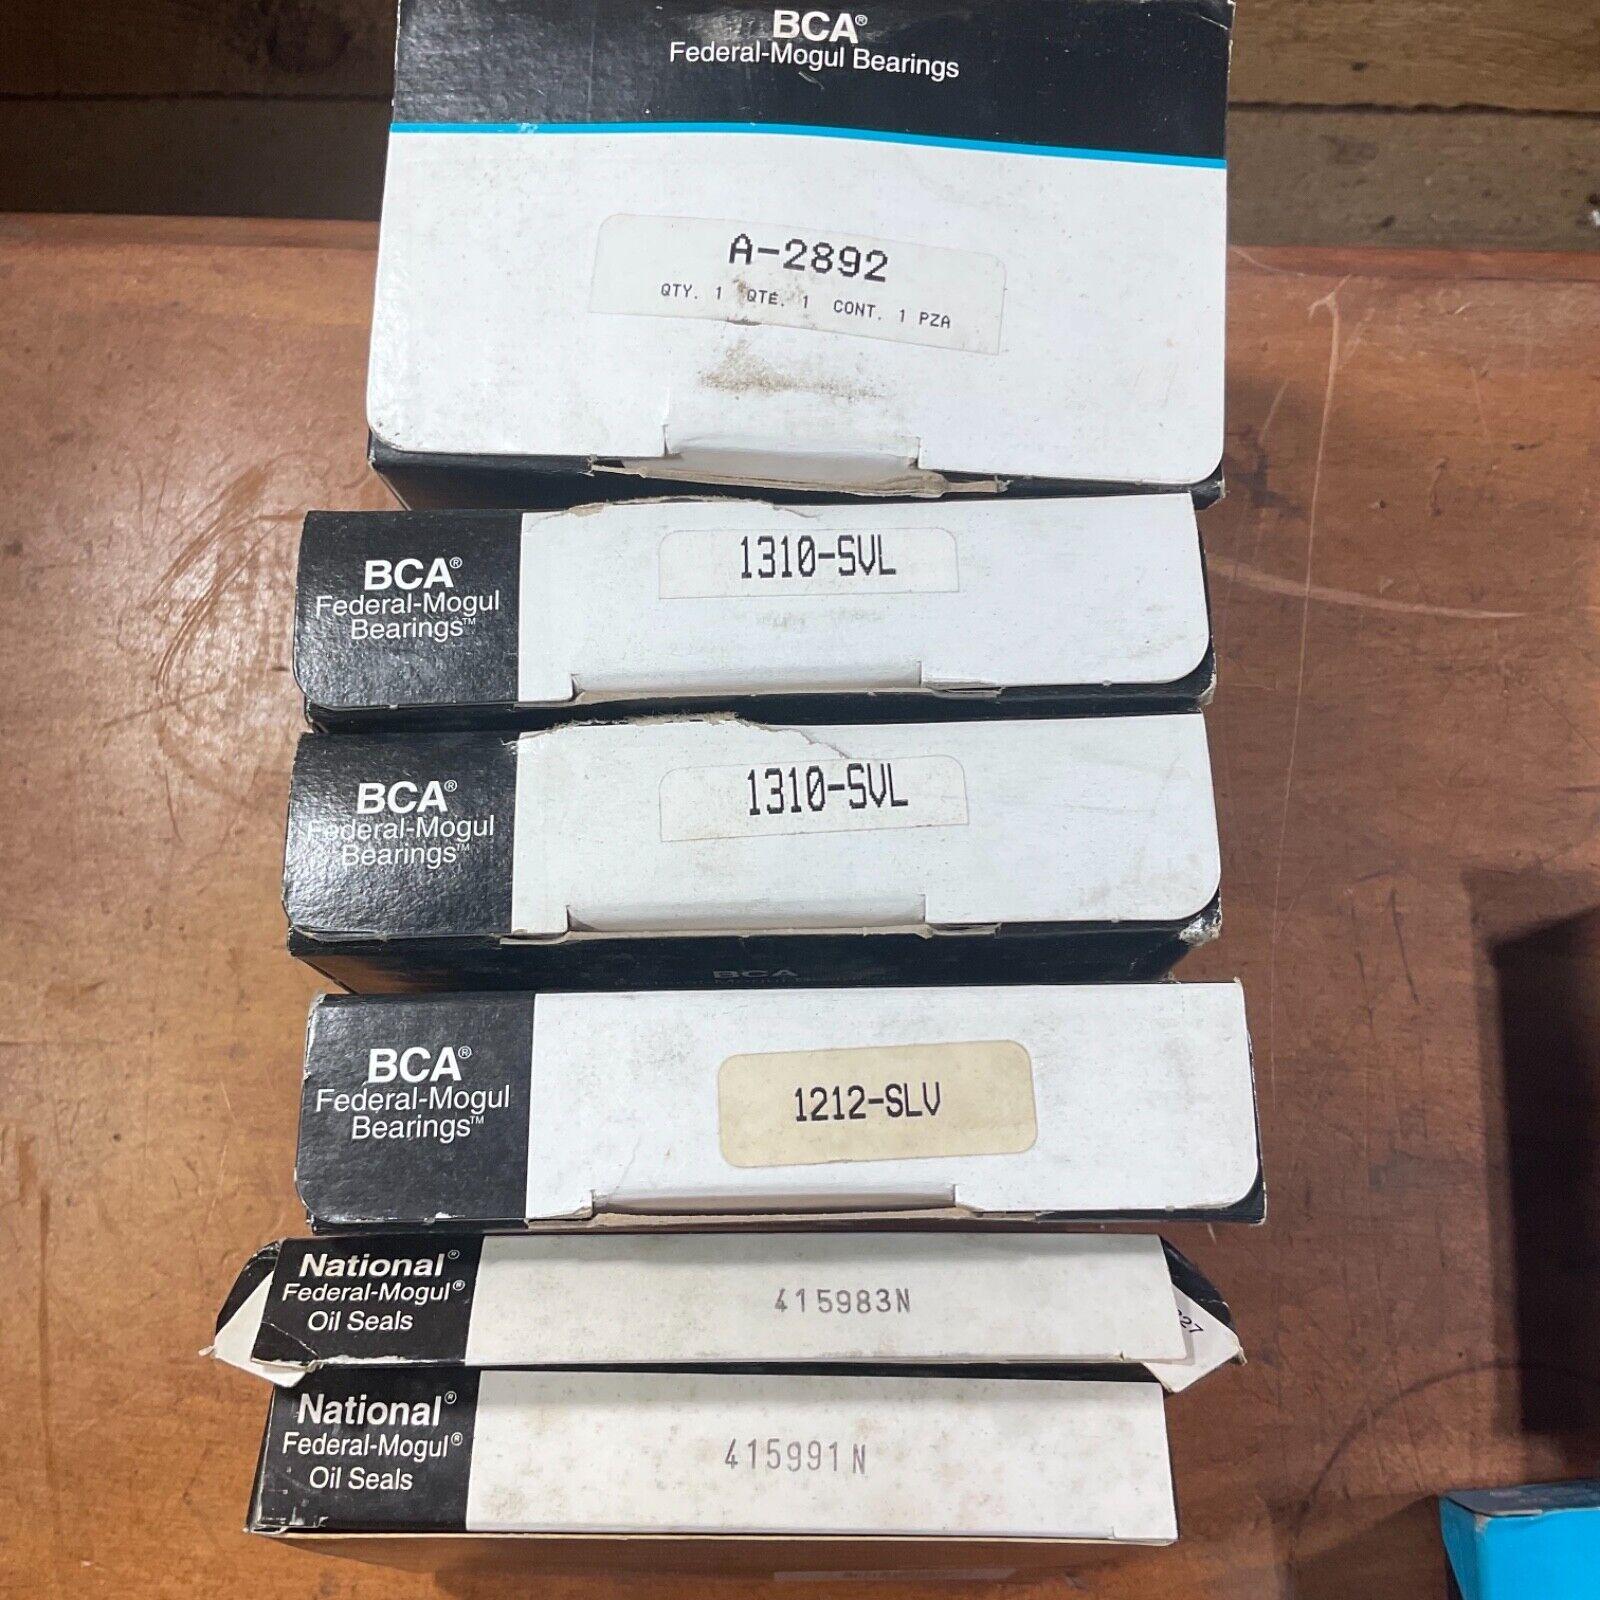 BCA®
Federal-Mogul Bearings
A-2892
QTY. 1 QTE. 1 CONT. 1 PZA
BCA®
Federal-Mogul
Bearings™
1310-SVL
BCA®
Federal-Mogul
Bearings™
1310-SVL
BCA
BCA®
Federal-Mogul
Bearings™
1212-SLV
National®
Federal-Mogul®
Oil Seals
415983N
27
National®
Federal-Mogul®
Oil Seals
415991N